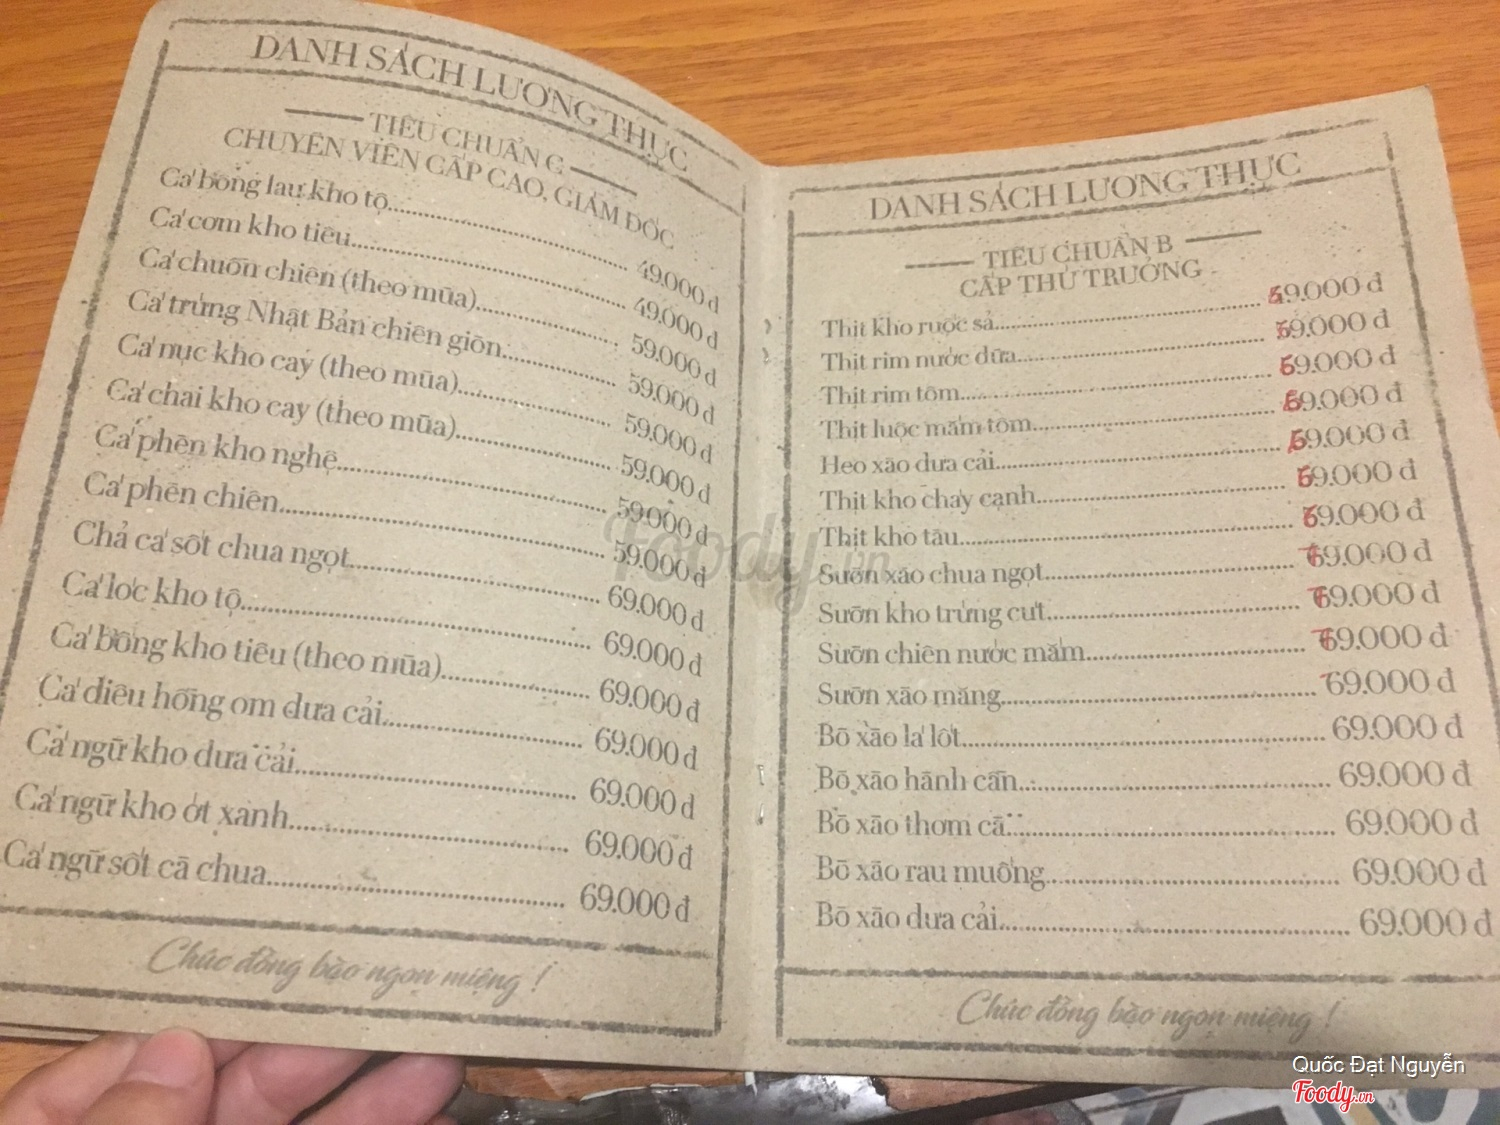 DANH SÁCH LƯƠNG THỰC
TIÊU CHUẨN C
CHUYÊN VIÊN CẤP CAO, GIÁM ĐỐC
Cá bông lau kho tộ 49.000 đ
Cá cơm kho tiêu 49.000 đ
Cá chuồn chiên (theo mùa) 59.000 đ
Cá trứng Nhật Bản chiên giòn 59.000 đ
Cá nục kho cay (theo mùa) 59.000 đ
Cá chai kho cay (theo mùa) 59.000 đ
Cá phèn kho nghệ 59.000 đ
Cá phèn chiên 59.000 đ
Chả cá sốt chua ngọt 69.000 đ
Cá lóc kho tộ 69.000 đ
Cá bống kho tiêu (theo mùa) 69.000 đ
Cá diêu hồng om dưa cải 69.000 đ
Cá ngừ kho dưa cải 69.000 đ
Cá ngừ kho ớt xanh 69.000 đ
Cá ngừ sốt cà chua 69.000 đ
Chúc đồng bào ngon miệng !
DANH SÁCH LƯƠNG THỰC
TIÊU CHUẨN B
CẤP THỨ TRƯỞNG
Thịt kho ruốc sả 59.000 đ
Thịt rim nước dừa 59.000 đ
Thịt rim tôm 69.000 đ
Thịt luộc mắm tôm 69.000 đ
Heo xào dưa cải 69.000 đ
Thịt kho cháy cạnh 69.000 đ
Thịt kho tàu 69.000 đ
Sườn xào chua ngọt 79.000 đ
Sườn kho trứng cút 79.000 đ
Sườn chiên nước mắm 79.000 đ
Sườn xào măng 69.000 đ
Bò xào lá lốt 69.000 đ
Bò xào hành cần 69.000 đ
Bò xào thơm cà 69.000 đ
Bò xào rau muống 69.000 đ
Bò xào dưa cải 69.000 đ
Chúc đồng bào ngon miệng !
Foody.vn
Quốc Đạt Nguyễn
Foody.vn